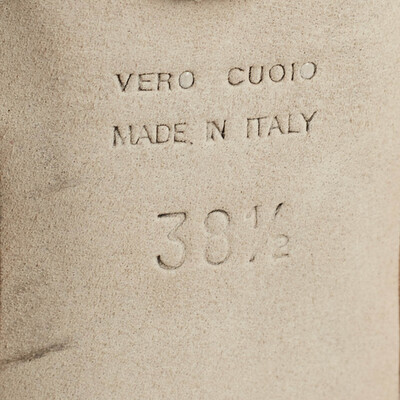 VERO CUOIO
MADE IN ITALY
38½